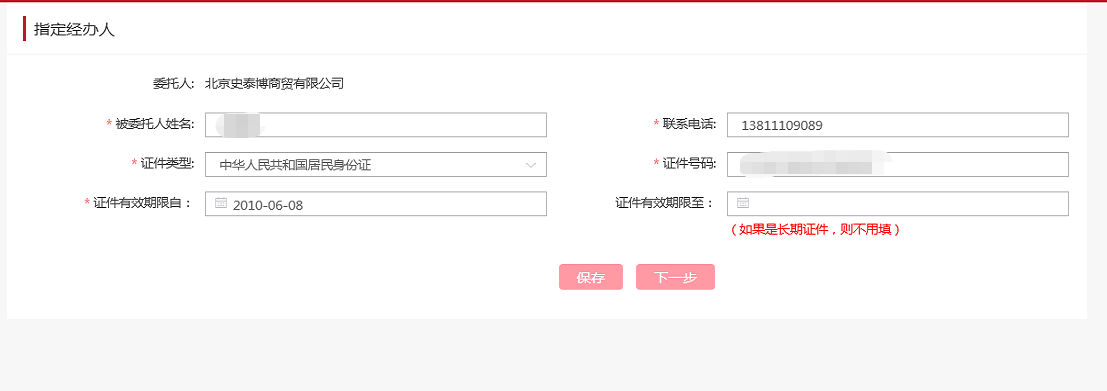 指定经办人
委托人: 北京史泰博商贸有限公司
* 被委托人姓名: * 联系电话: 13811109089
* 证件类型: 中华人民共和国居民身份证 * 证件号码:
* 证件有效期限自： 2010-06-08 证件有效期限至：
（如果是长期证件，则不用填）
保存 下一步